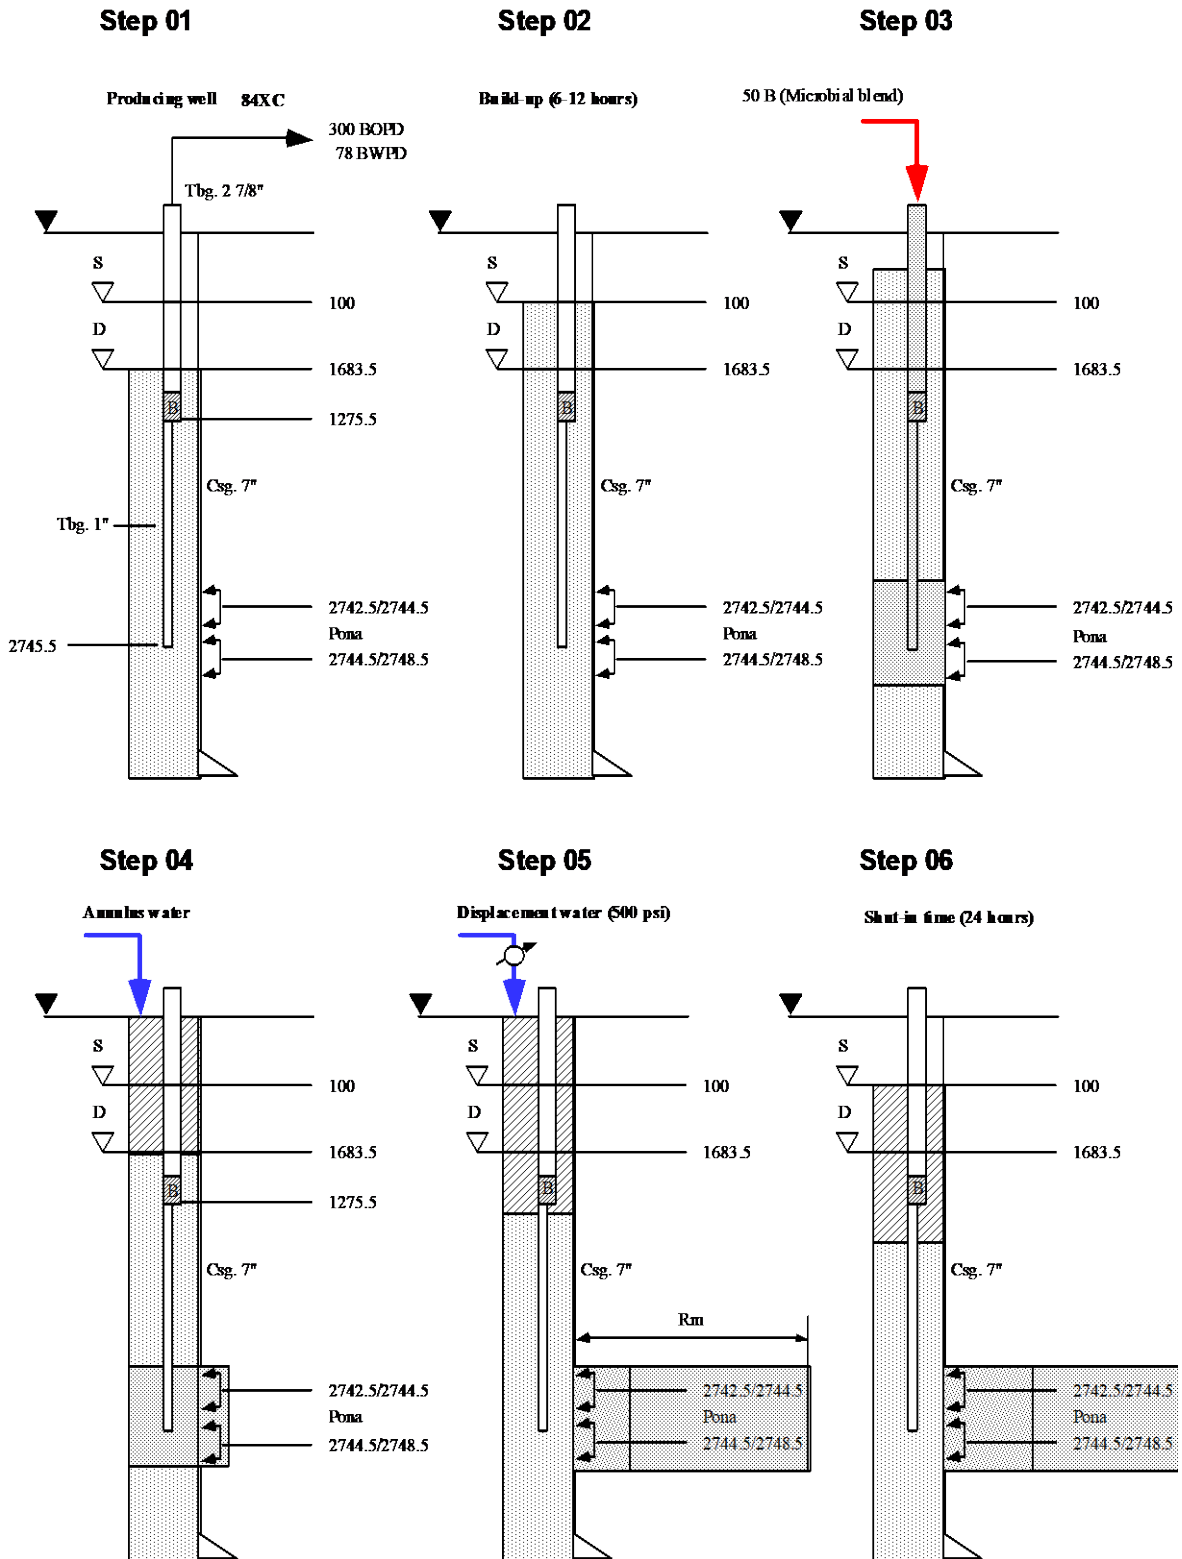 Step 01
Producing well 84XC
300 BOPD
78 BWPD
Tbg. 2 7/8"
S
100
D
1683.5
B
1275.5
Csg. 7"
Tbg. 1"
2742.5/2744.5
Pona
2745.5
2744.5/2748.5
Step 02
Build-up (6-12 hours)
S
100
D
1683.5
B
Csg. 7"
2742.5/2744.5
Pona
2744.5/2748.5
Step 03
50 B (Microbial blend)
S
100
D
1683.5
B
Csg. 7"
2742.5/2744.5
Pona
2744.5/2748.5
Step 04
Annulus water
S
100
D
1683.5
B
1275.5
Csg. 7"
2742.5/2744.5
Pona
2744.5/2748.5
Step 05
Displacement water (500 psi)
S
100
D
1683.5
B
Csg. 7"
Rm
2742.5/2744.5
Pona
2744.5/2748.5
Step 06
Shut-in time (24 hours)
S
100
D
1683.5
B
Csg. 7"
2742.5/2744.5
Pona
2744.5/2748.5